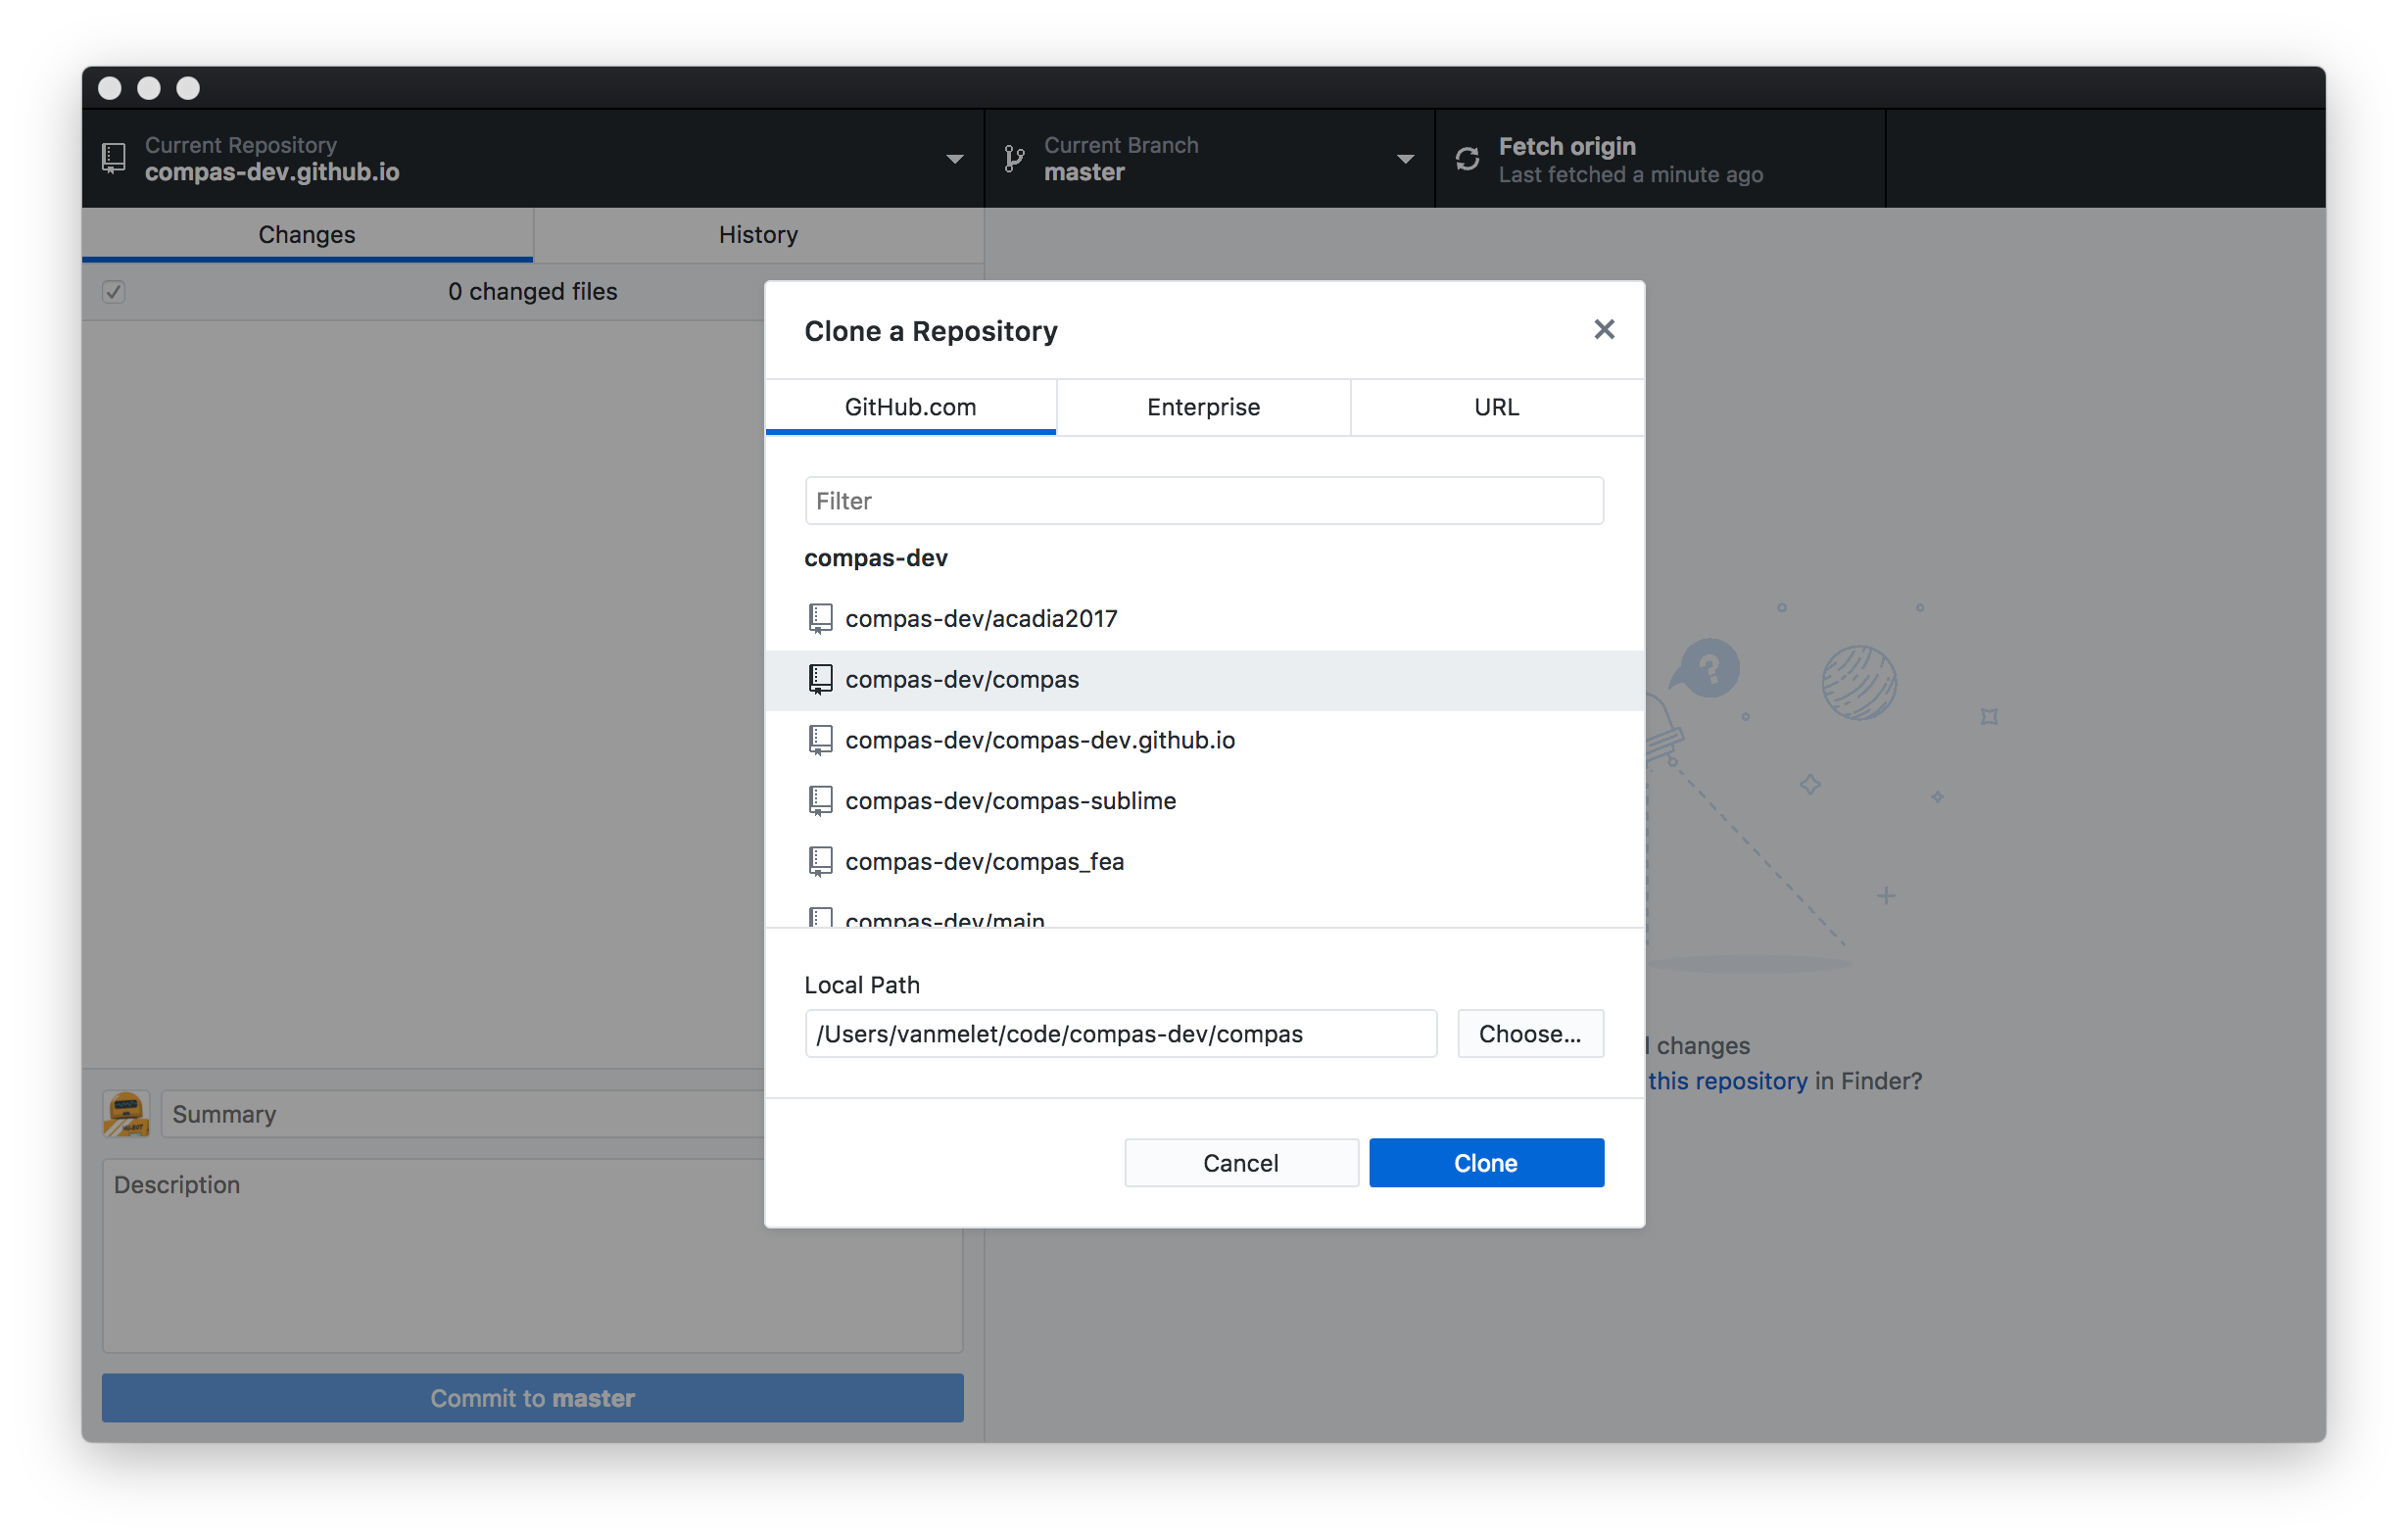 Current Repository
compas-dev.github.io
Current Branch
master
Fetch origin
Last fetched a minute ago
Changes
History
0 changed files
Clone a Repository
GitHub.com
Enterprise
URL
Filter
compas-dev
compas-dev/acadia2017
compas-dev/compas
compas-dev/compas-dev.github.io
compas-dev/compas-sublime
compas-dev/compas_fea
compas-dev/main
Local Path
/Users/vanmelet/code/compas-dev/compas
Choose...
changes
this repository in Finder?
Cancel
Clone
Summary
Description
Commit to master